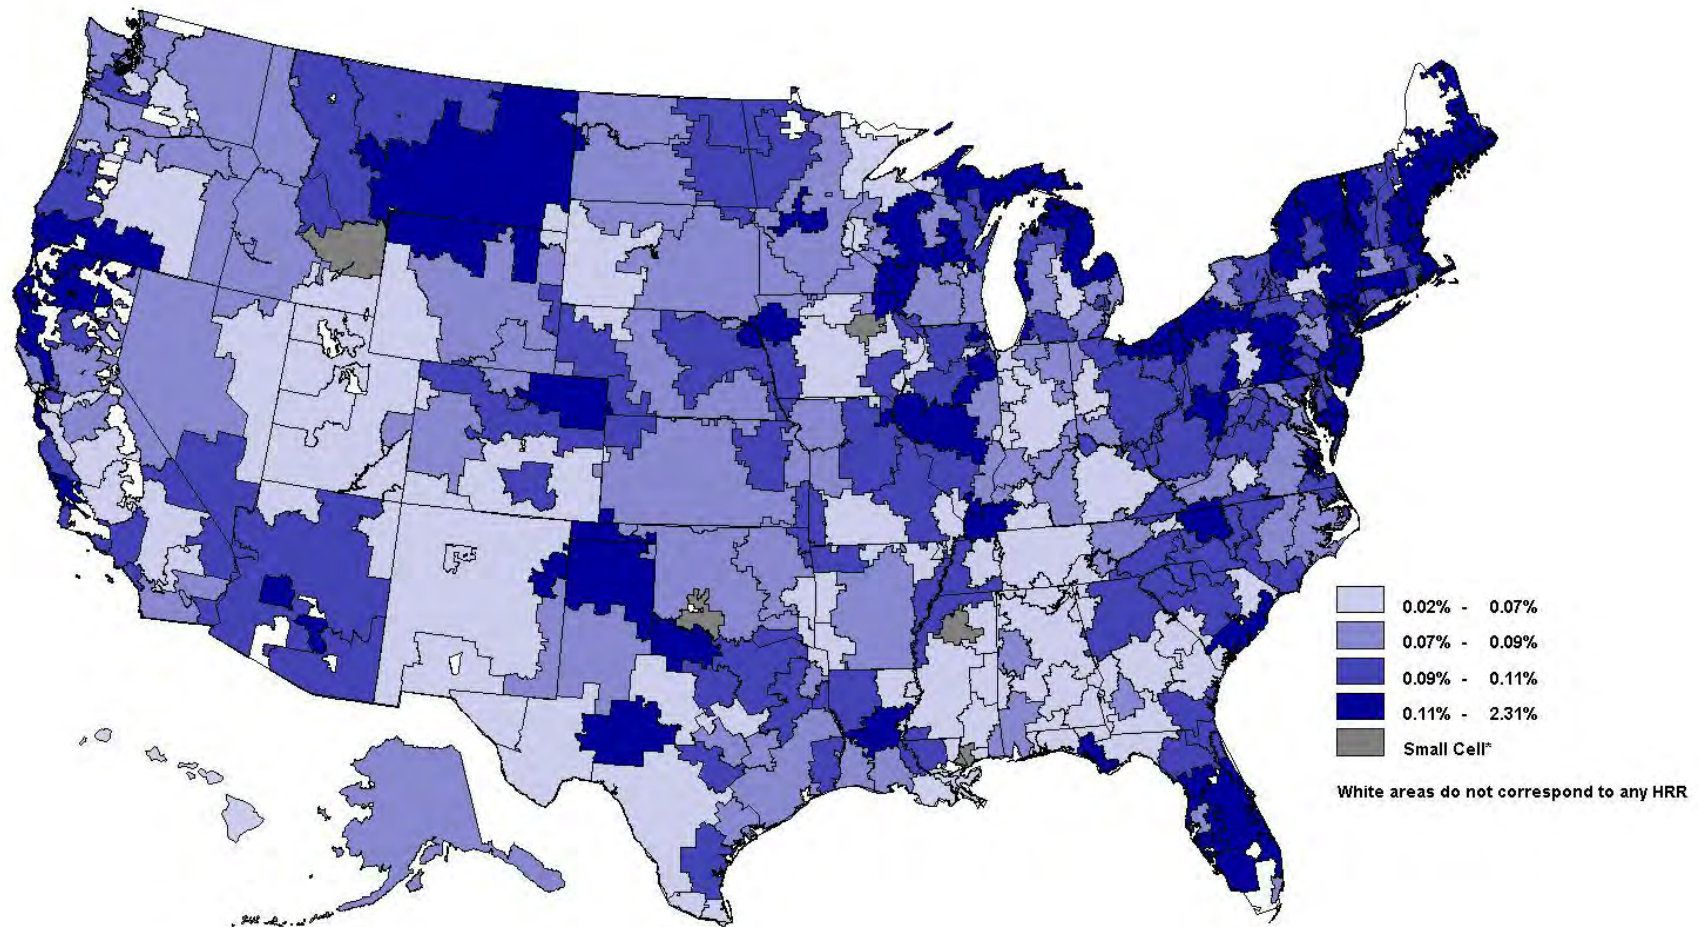 0.02% - 0.07%
0.07% - 0.09%
0.09% - 0.11%
0.11% - 2.31%
Small Cell*
White areas do not correspond to any HRR